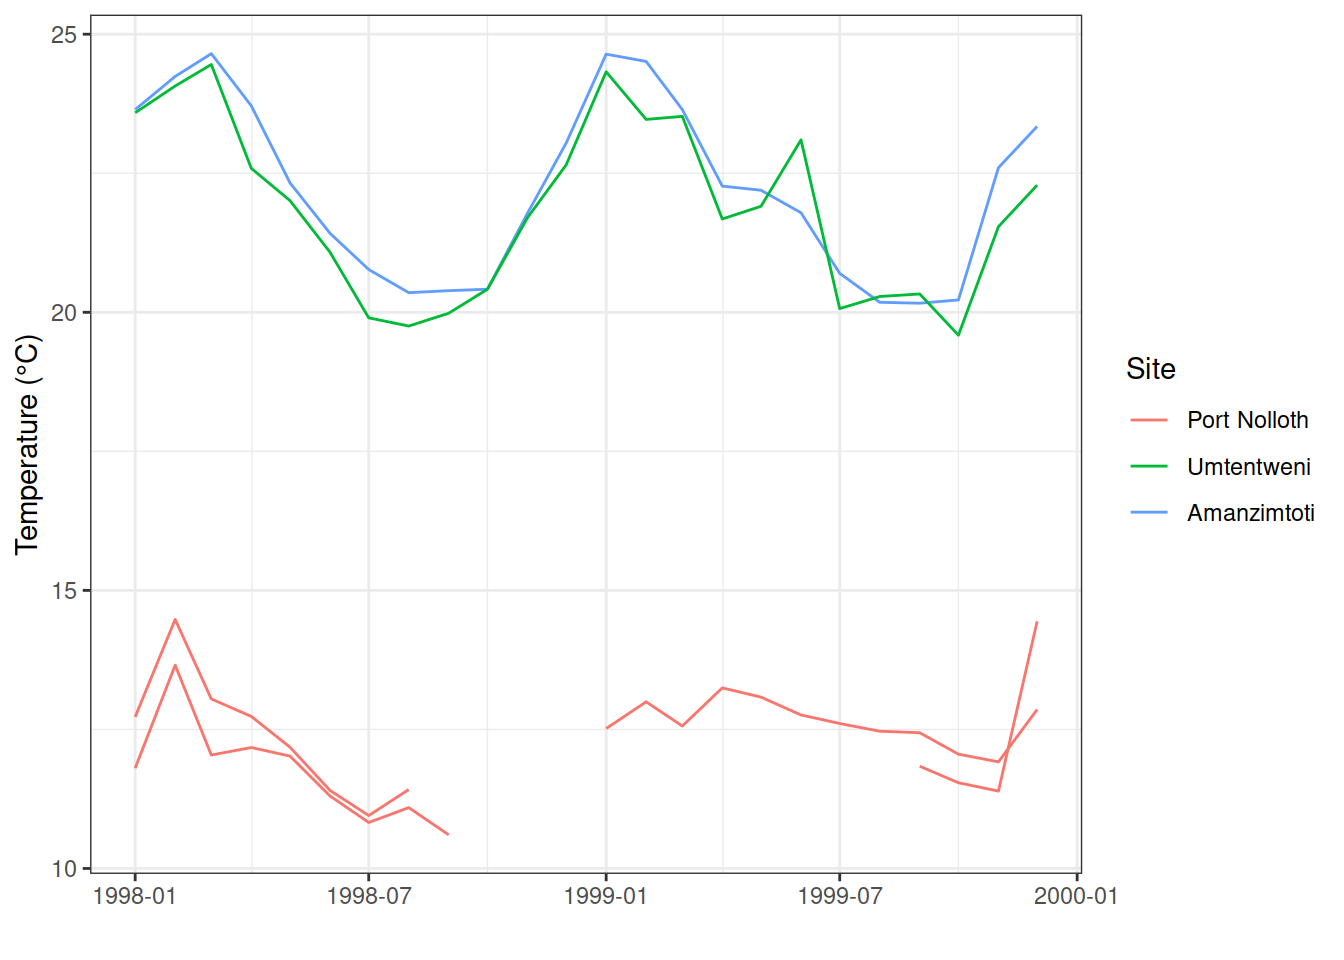 25
20
15
10
Temperature (°C)
1998-01
1998-07
1999-01
1999-07
2000-01
Site
Port Nolloth
Umtentweni
Amanzimtoti